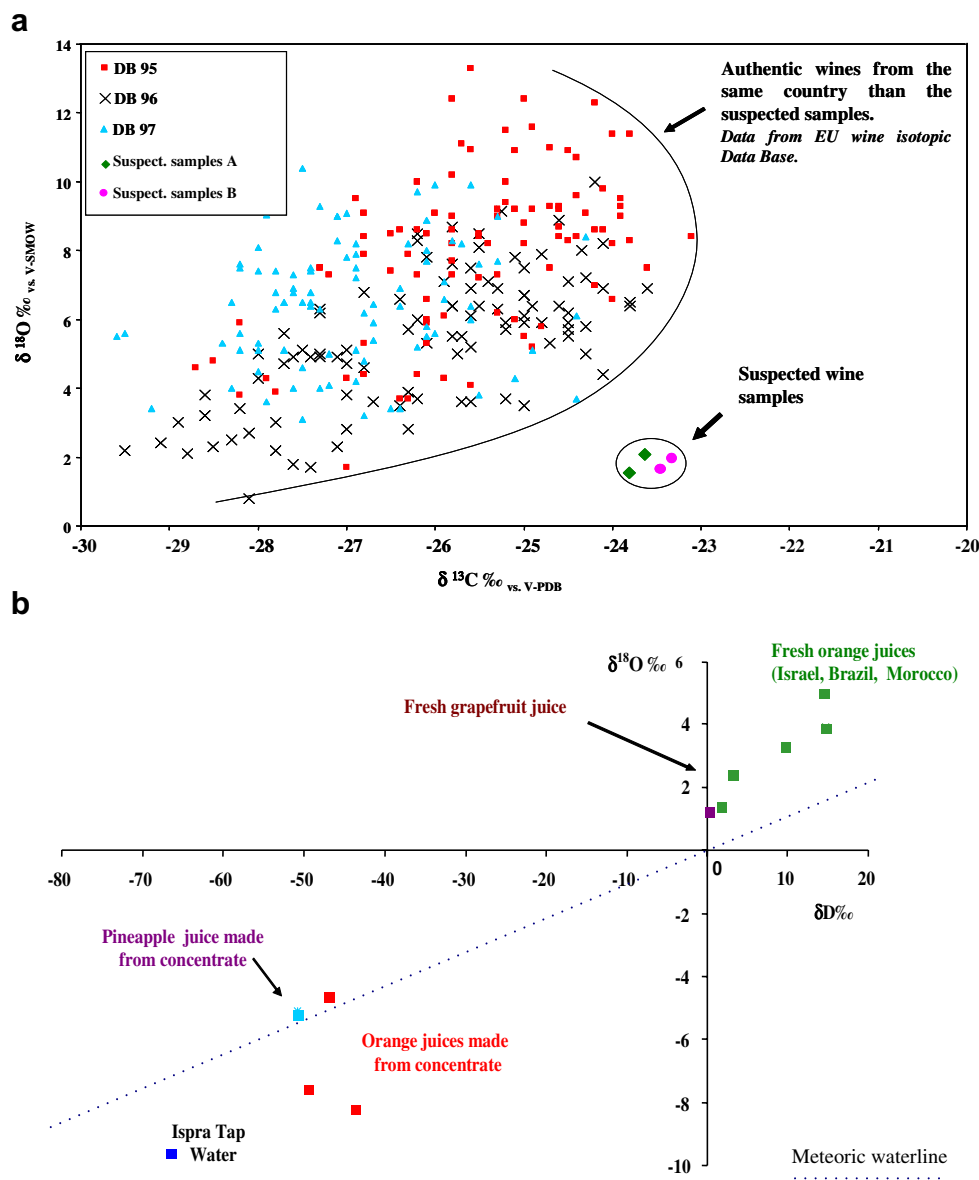 a
14
12
10
8
6
4
2
0
δ 18O ‰ vs. V-SMOW
DB 95
DB 96
DB 97
Suspect. samples A
Suspect. samples B
Authentic wines from the
same country than the
suspected samples.
Data from EU wine isotopic
Data Base.
Suspected wine
samples
-30 -29 -28 -27 -26 -25 -24 -23 -22 -21 -20
δ 13C ‰ vs. V-PDB
b
δ18O ‰ 6
Fresh orange juices
(Israel, Brazil, Morocco)
Fresh grapefruit juice
4
2
-80 -70 -60 -50 -40 -30 -20 -10 0 10 20
δD‰
-2
Pineapple juice made
from concentrate
-4
Orange juices made
from concentrate
-6
-8
Ispra Tap
Water
Meteoric waterline
-10